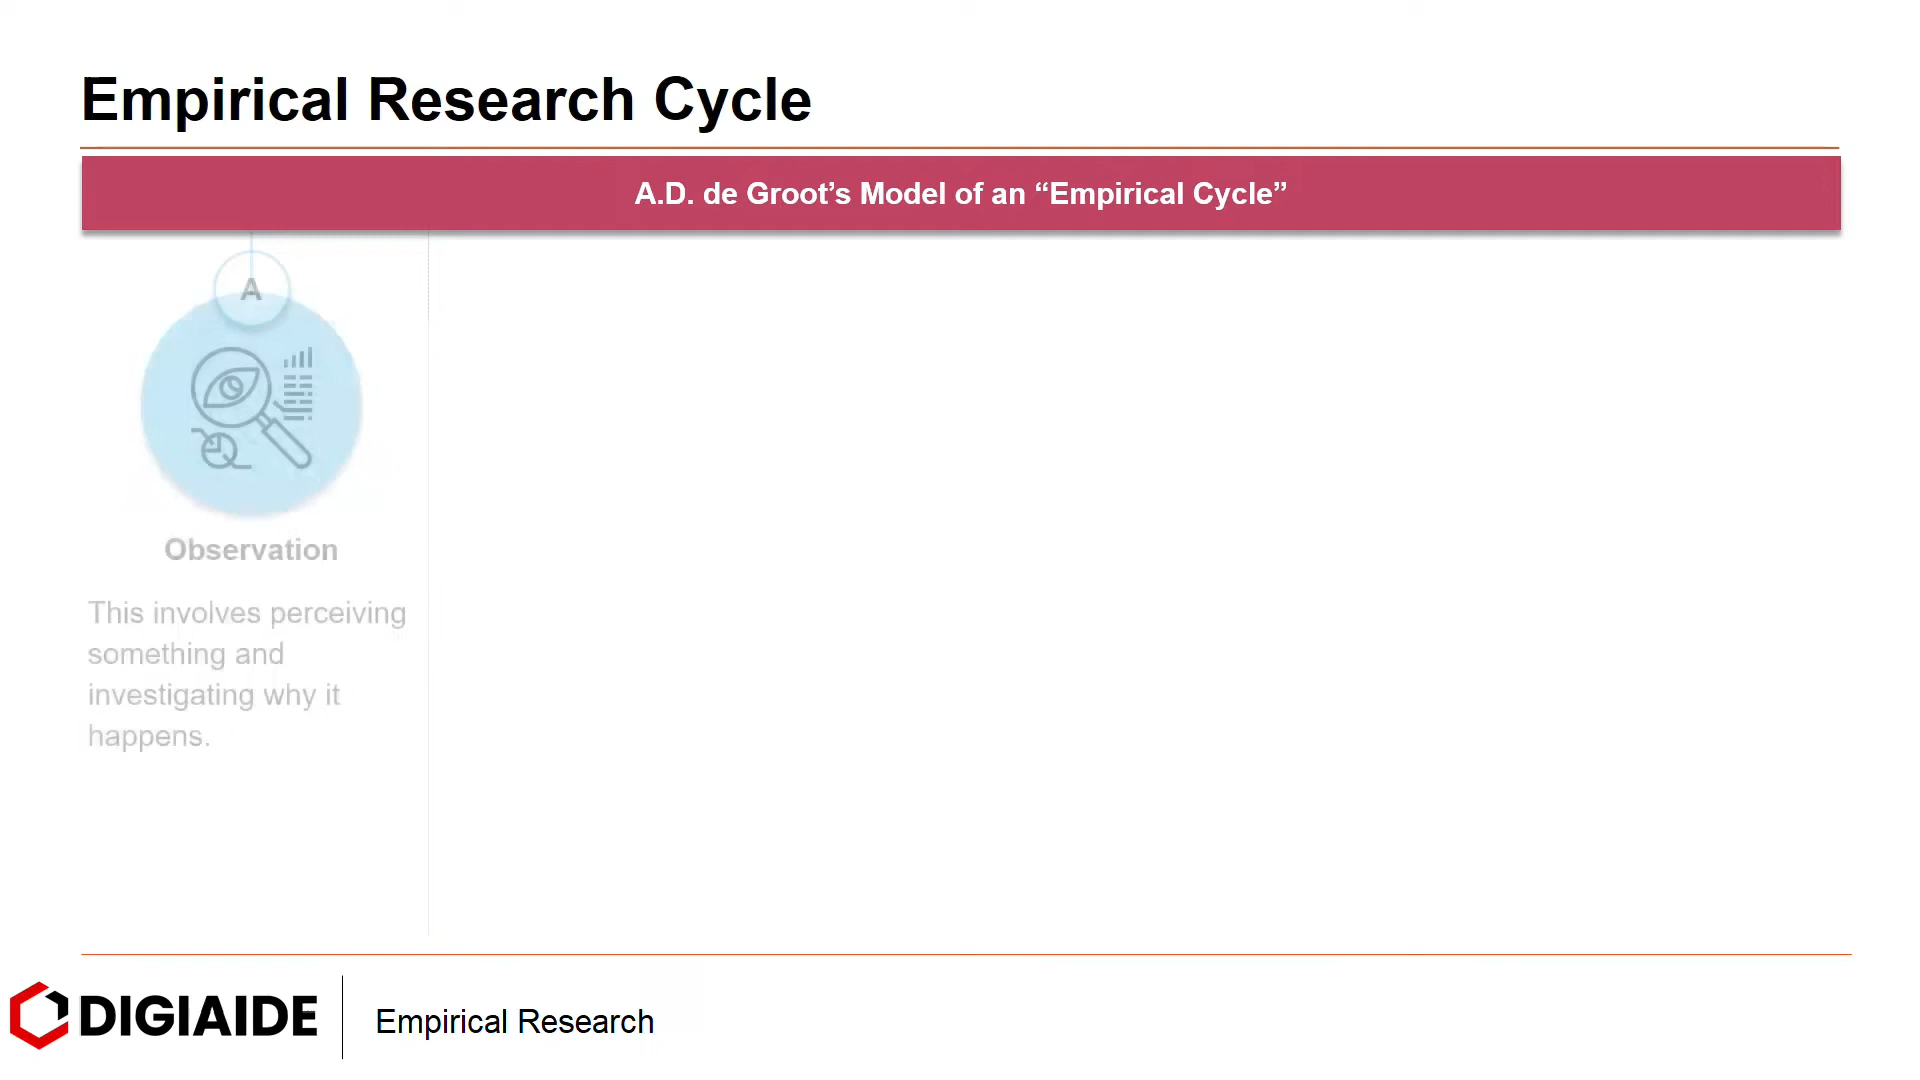 Empirical Research Cycle
A.D. de Groot’s Model of an “Empirical Cycle”
A
Observation
This involves perceiving
something and
investigating why it
happens.
DIGIAIDE
Empirical Research